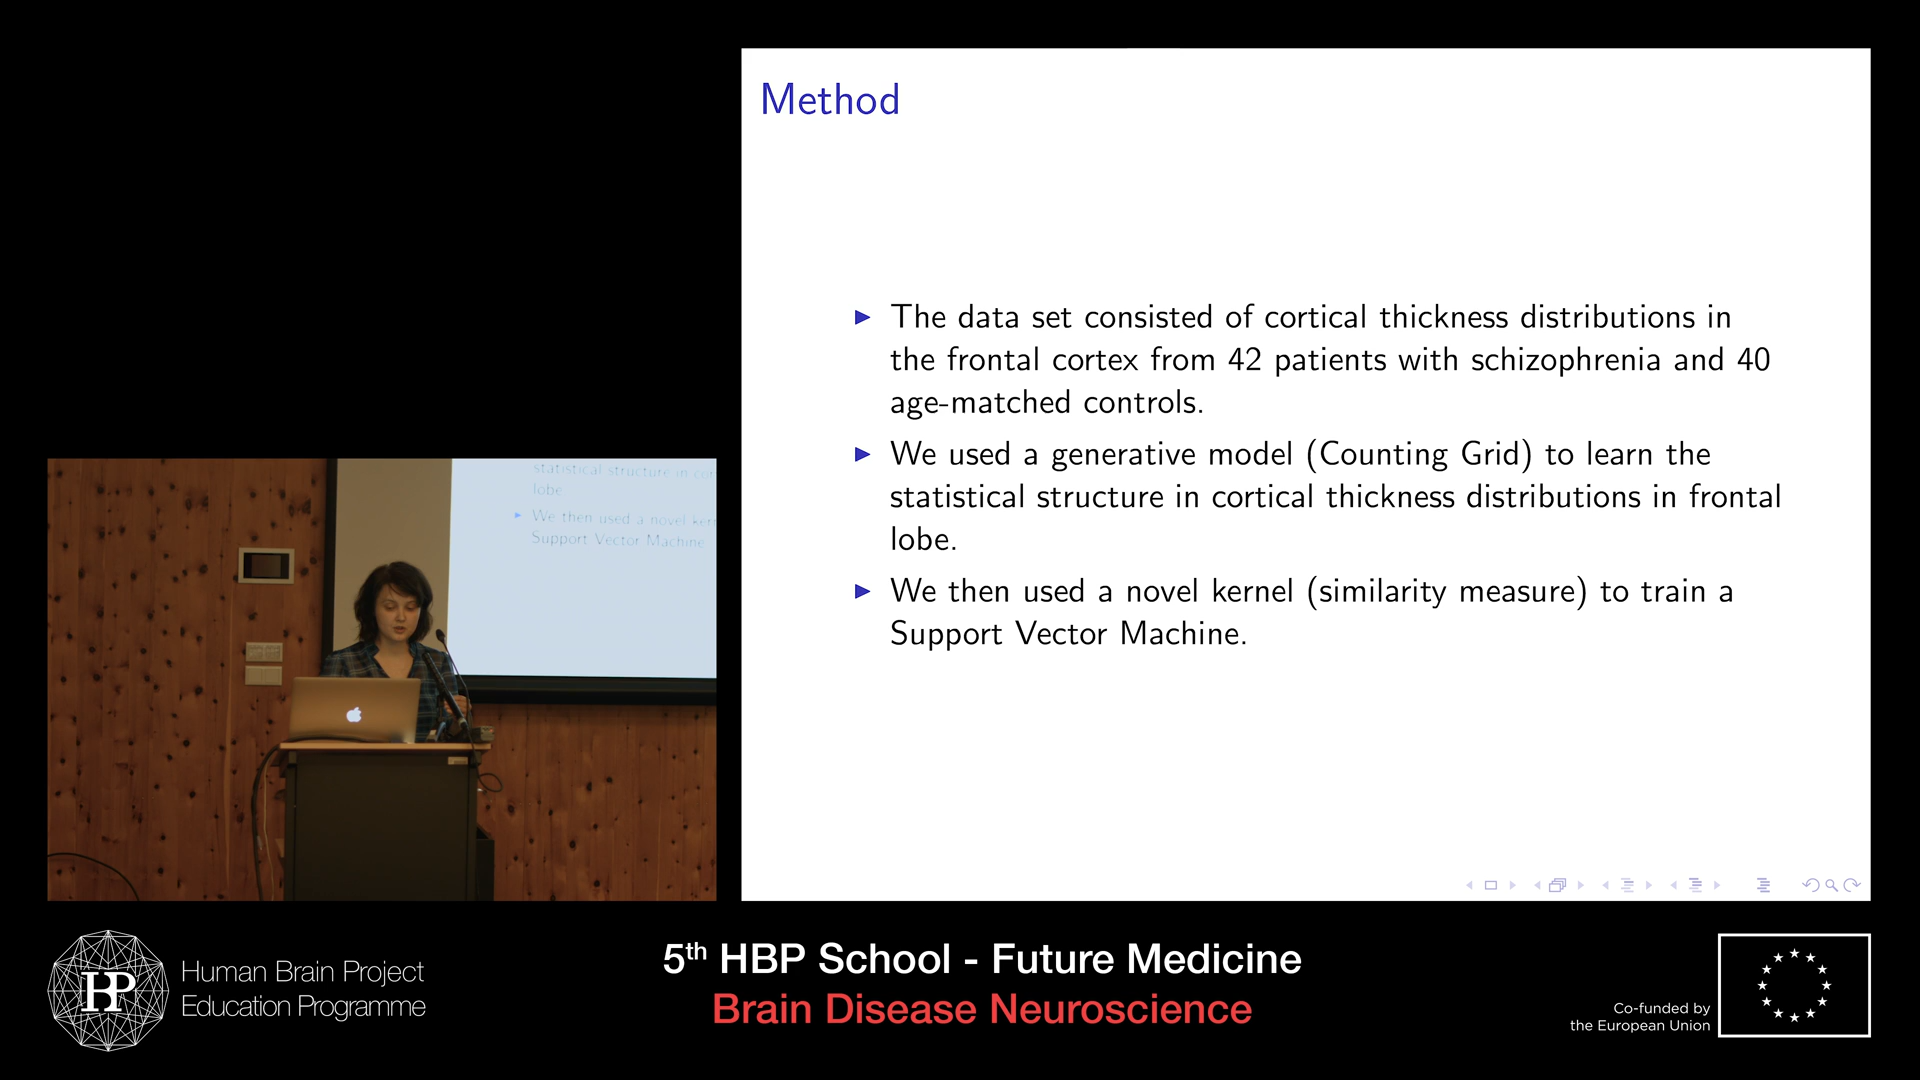 Method
▶ The data set consisted of cortical thickness distributions in
the frontal cortex from 42 patients with schizophrenia and 40
age-matched controls.
▶ We used a generative model (Counting Grid) to learn the
statistical structure in cortical thickness distributions in frontal
lobe.
▶ We then used a novel kernel (similarity measure) to train a
Support Vector Machine.
statistical structure in cor
lobe
▶ We then used a novel kern
Support Vector Machine
HBP
Human Brain Project
Education Programme
5th HBP School - Future Medicine
Brain Disease Neuroscience
Co-funded by
the European Union